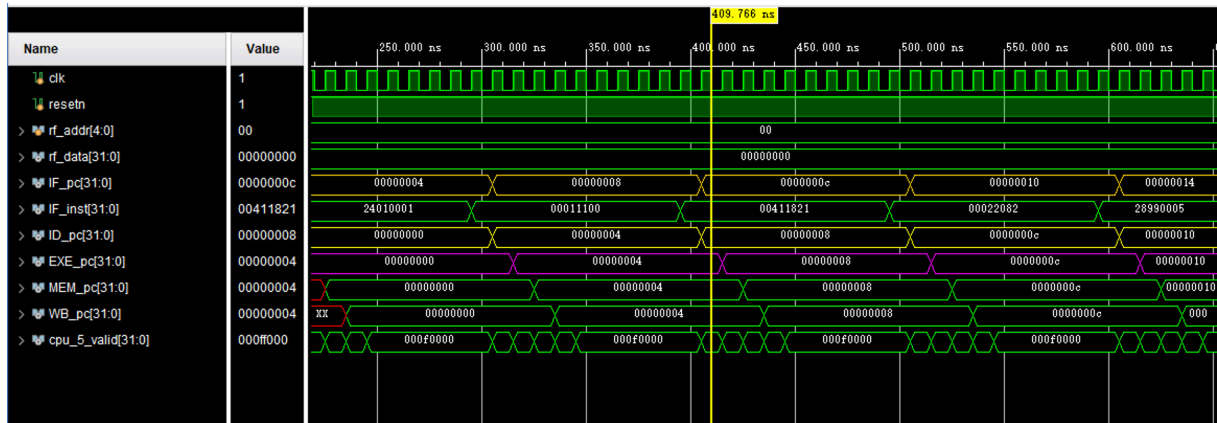 409.766 ns
Name Value 250.000 ns 300.000 ns 350.000 ns 400.000 ns 450.000 ns 500.000 ns 550.000 ns 600.000 ns
clk 1
resetn 1
rf_addr[4:0] 00 00
rf_data[31:0] 00000000 00000000
IF_pc[31:0] 0000000c 00000004 00000008 0000000c 00000010 00000014
IF_inst[31:0] 00411821 24010001 00011100 00411821 00022082 28990005
ID_pc[31:0] 00000008 00000000 00000004 00000008 0000000c 00000010
EXE_pc[31:0] 00000004 00000000 00000004 00000008 0000000c 00000010
MEM_pc[31:0] 00000004 00000000 00000004 00000008 0000000c 00000010
WB_pc[31:0] 00000004 XX 00000000 00000004 00000008 0000000c 000
cpu_5_valid[31:0] 000ff000 000f0000 000f0000 000f0000 000f0000